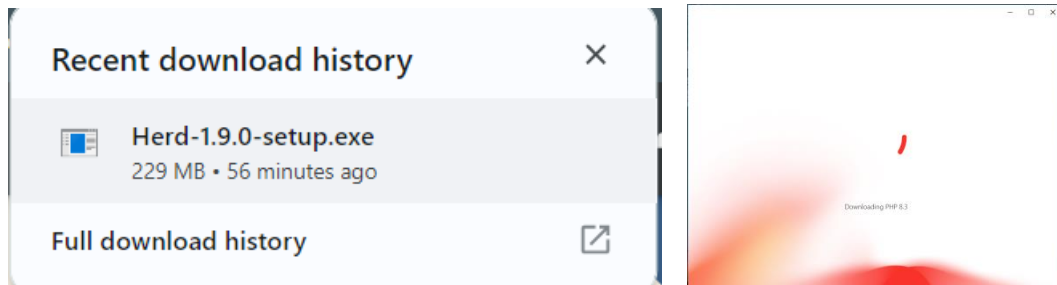 Recent download history
Herd-1.9.0-setup.exe
229 MB • 56 minutes ago
Full download history
Downloading PHP 8.3